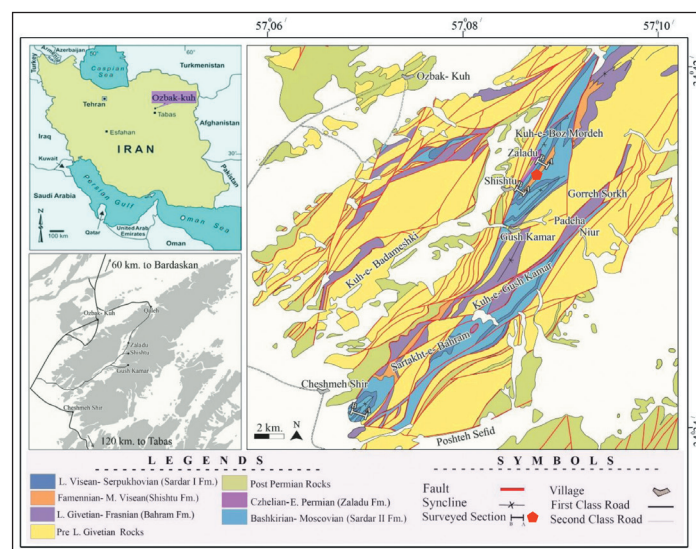 57°06
57°08
57°10
60°
Azerbaijan
Turkey
Armenia
Caspian Sea
Turkmenistan
Tehran
Ozbak-kuh
Tabas
Esfahan
Afghanistan
Iraq
IRAN
Kuwait
30°
Pakistan
Saudi Arabia
Persian Gulf
Qatar
United Arab
Emirates
Oman Sea
Oman
N
S
100 km
60 km. to Bardaskan
Ozbak-Kuh
Zaladu
Shishtu
Gush Kamar
Cheshmeh Shir
120 km. to Tabas
Ozbak- Kuh
Kuh-e-Boz Mordeh
Zaladu
Shishtu
Gorreh Sorkh
Padeha
Niur
Gush Kamar
Kuh-e- Badameshki
Kuh-e-Gush Kamar
Sartakht-e-Bahram
Cheshmeh Shir
Poshteh Sefid
2 km.
N
L E G E N D S
L. Visean- Serpukhovian (Sardar I Fm.)
Famennian- M. Visean(Shishtu Fm.)
L. Givetian- Frasnian (Bahram Fm.)
Pre L. Givetian Rocks
Post Permian Rocks
Czhelian-E. Permian (Zaladu Fm.)
Bashkirian- Moscovian (Sardar II Fm.)
S Y M B O L S
Fault
Syncline
Surveyed Section
B A
Village
First Class Road
Second Class Road